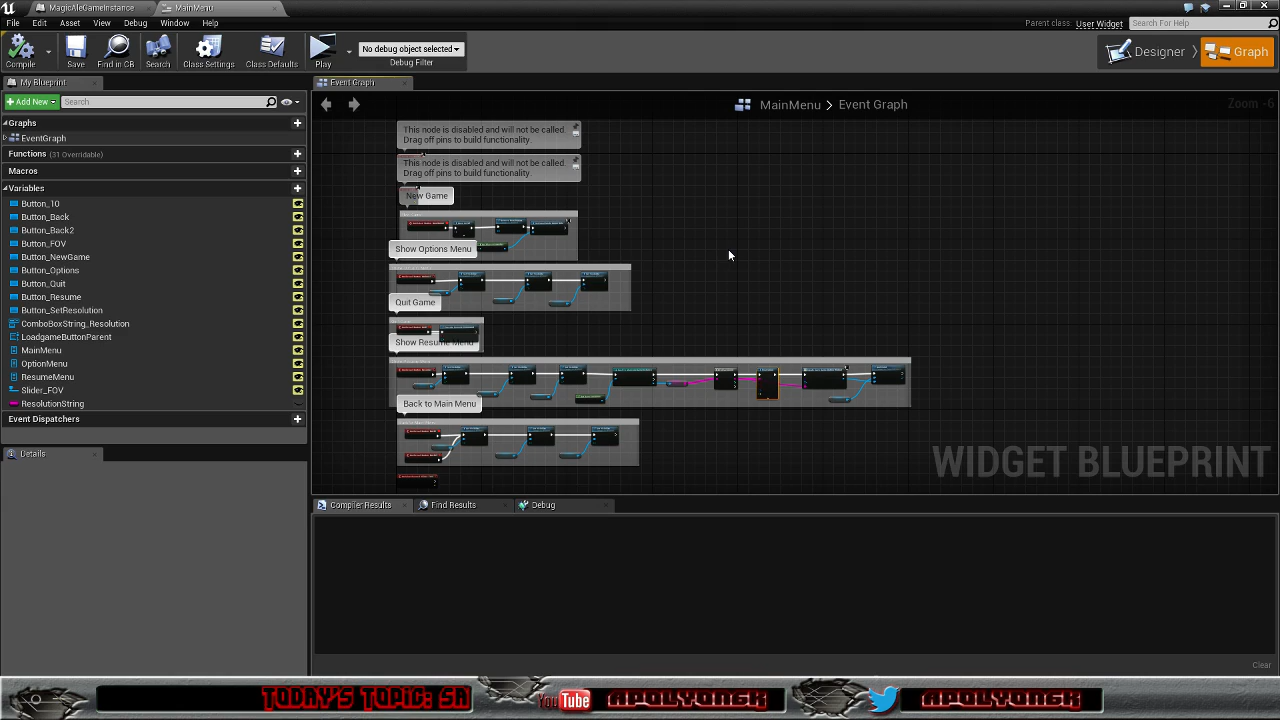 MagicAleGameInstance
MainMenu
File Edit Asset View Debug Window Help
Parent class: User Widget
Search For Help
Compile
Save
Find in CB
Search
Class Settings
Class Defaults
Play
No debug object selected
Debug Filter
Designer
Graph
My Blueprint
+Add New
Search
Event Graph
MainMenu > Event Graph
Zoom -6
Graphs
EventGraph
Functions (31 Overridable)
Macros
Variables
Button_10
Button_Back
Button_Back2
Button_FOV
Button_NewGame
Button_Options
Button_Quit
Button_Resume
Button_SetResolution
ComboBoxString_Resolution
LoadgameButtonParent
MainMenu
OptionMenu
ResumeMenu
Slider_FOV
ResolutionString
Event Dispatchers
Details
This node is disabled and will not be called.
Drag off pins to build functionality.
This node is disabled and will not be called.
Drag off pins to build functionality.
New Game
Show Options Menu
Quit Game
Show Resume Menu
Back to Main Menu
WIDGET BLUEPRINT
Compiler Results
Find Results
Debug
Clear
TODAY'S TOPIC: SA
YouTube
APOLYONGK
APOLYONGK